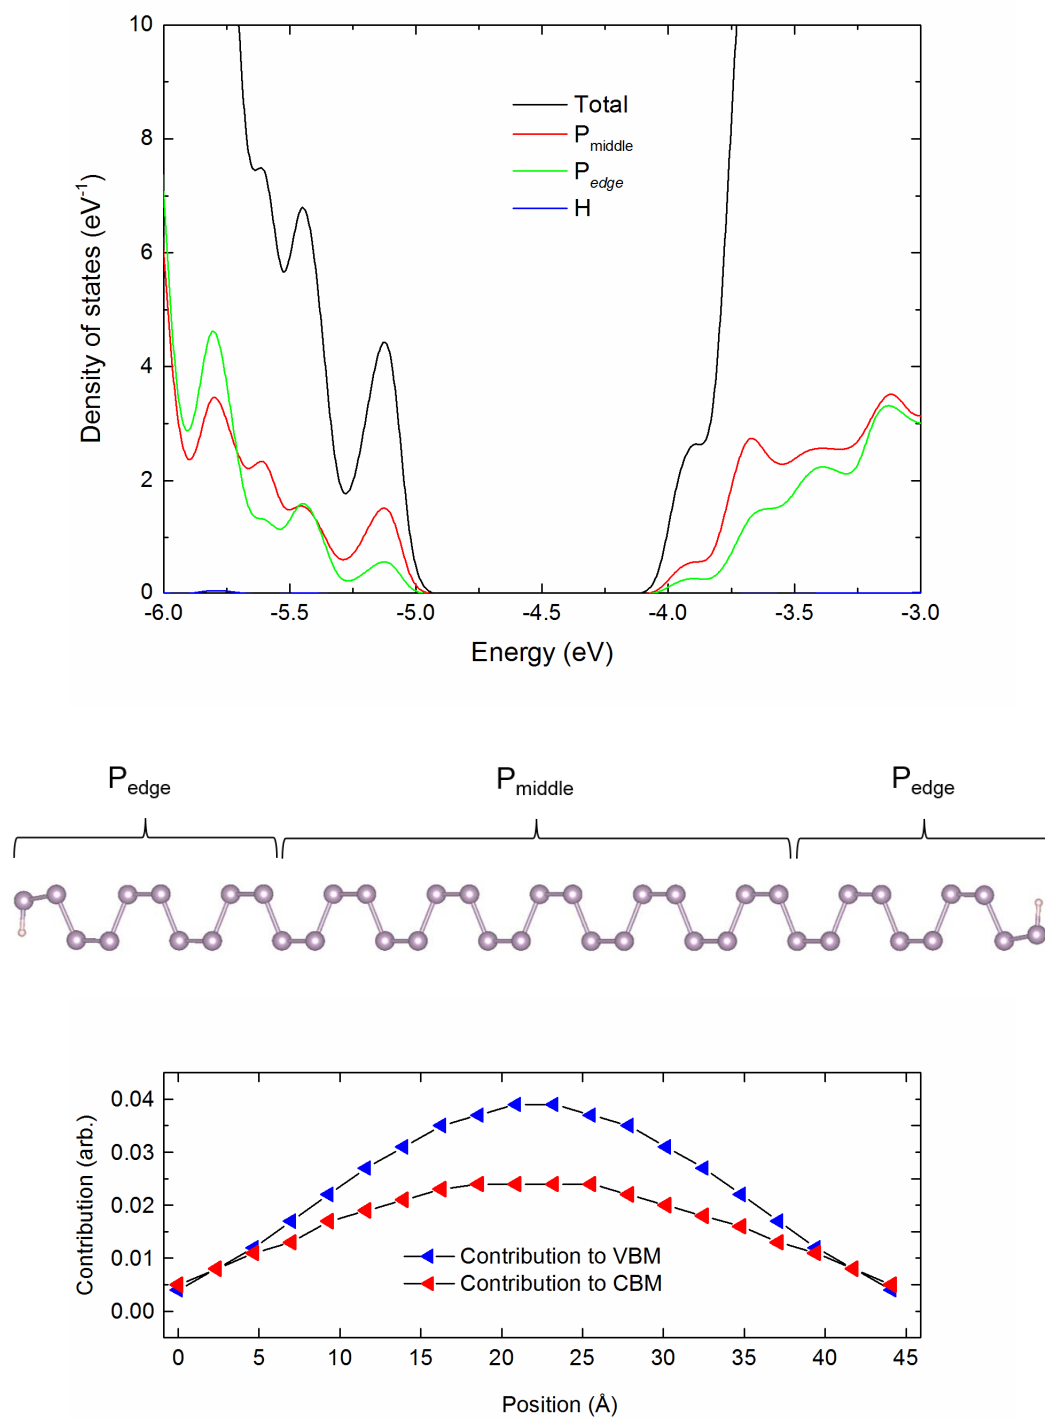 10
8
6
4
2
0
Density of states (eV⁻¹)
Total
P_middle
P_edge
H
-6.0 -5.5 -5.0 -4.5 -4.0 -3.5 -3.0
Energy (eV)
P_edge P_middle P_edge
0.04
0.03
0.02
0.01
0.00
Contribution (arb.)
Contribution to VBM
Contribution to CBM
0 5 10 15 20 25 30 35 40 45
Position (Å)